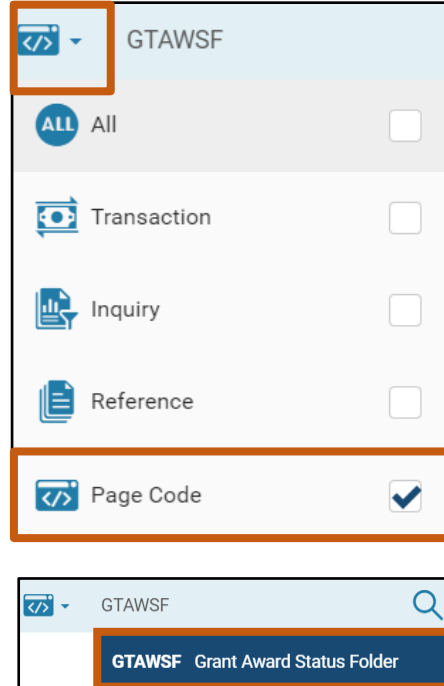 </> GTAWSF
ALL All
Transaction
Inquiry
Reference
</> Page Code
</> GTAWSF
GTAWSF Grant Award Status Folder